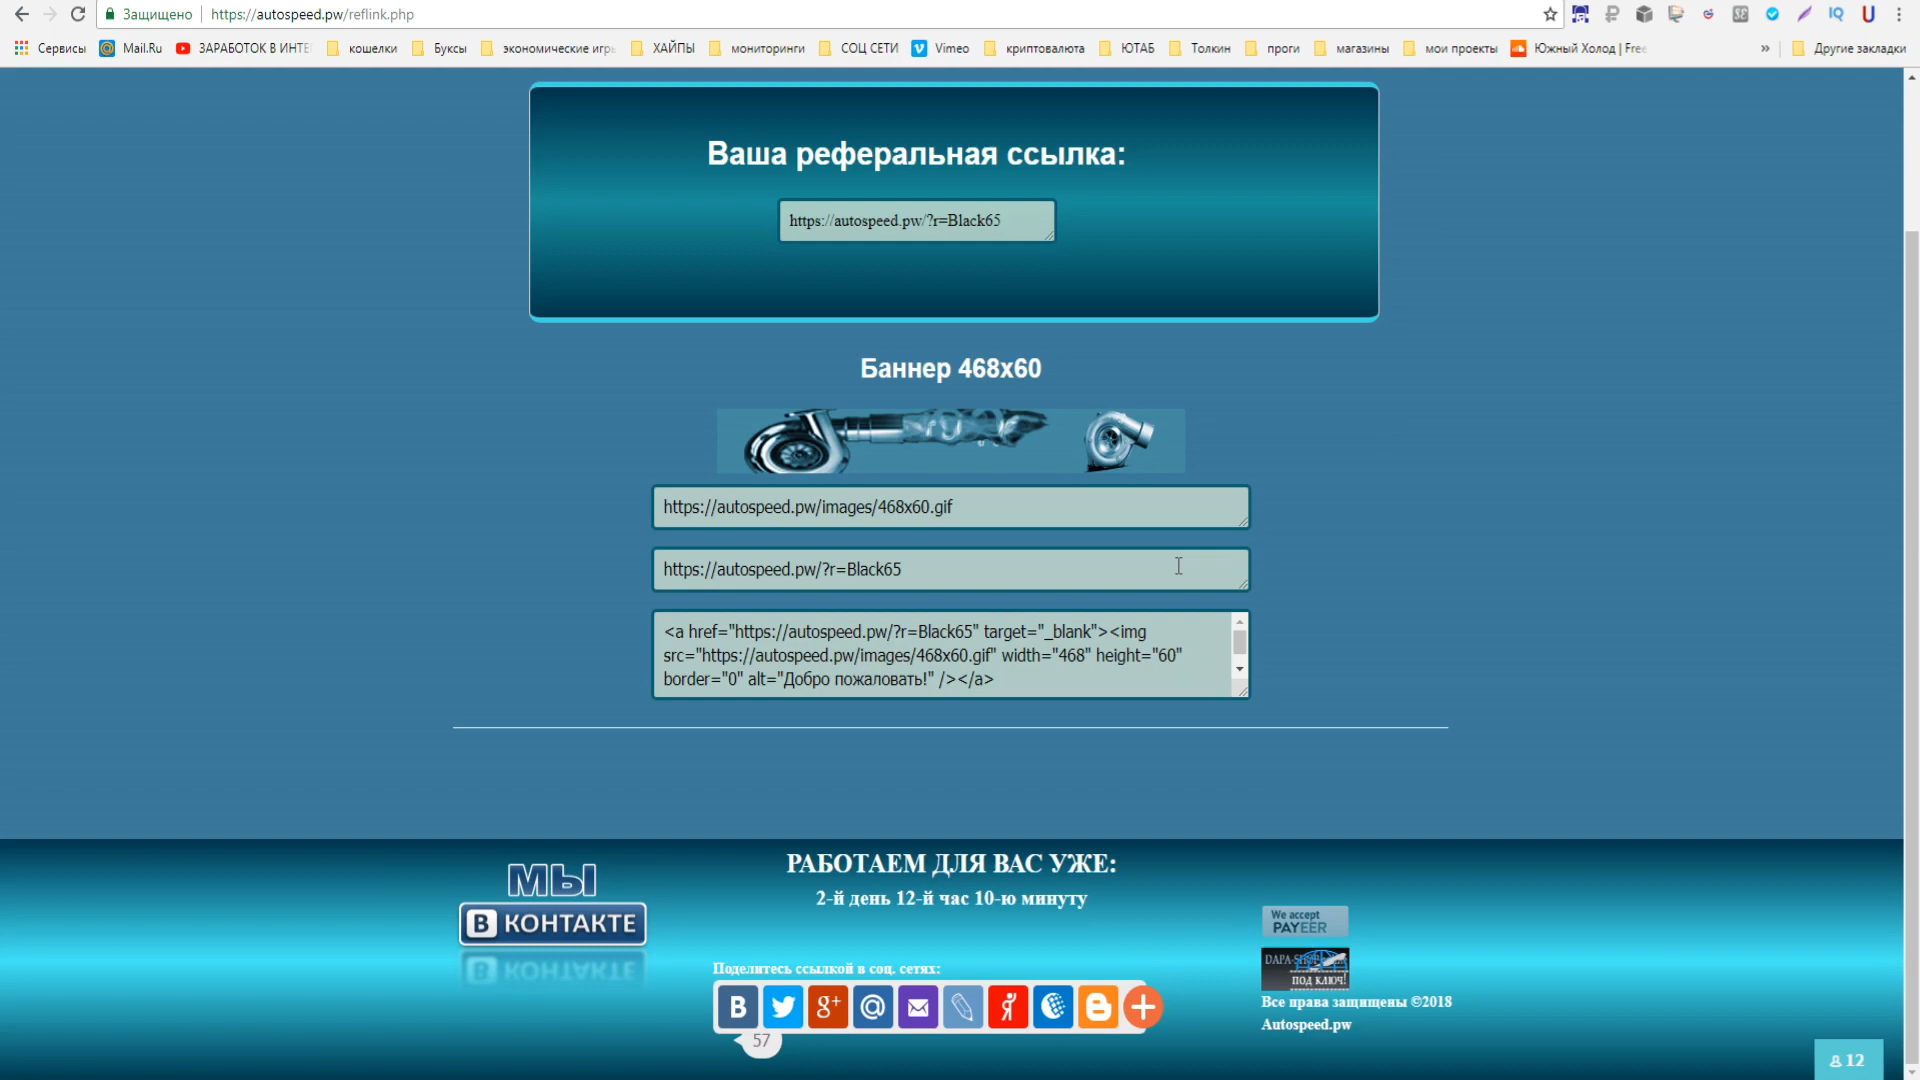 Защищено https://autospeed.pw/reflink.php
Сервисы Mail.Ru ЗАРАБОТОК В ИНТЕ кошелки Буксы экономические игры ХАЙПЫ мониторинги СОЦ СЕТИ Vimeo криптовалюта ЮТАБ Толкин проги магазины мои проекты Южный Холод | Free » Другие закладки
Ваша реферальная ссылка:
https://autospeed.pw/?r=Black65
Баннер 468x60
https://autospeed.pw/images/468x60.gif
https://autospeed.pw/?r=Black65
<a href="https://autospeed.pw/?r=Black65" target="_blank"><img
src="https://autospeed.pw/images/468x60.gif" width="468" height="60"
border="0" alt="Добро пожаловать!" /></a>
МЫ
В КОНТАКТЕ
РАБОТАЕМ ДЛЯ ВАС УЖЕ:
2-й день 12-й час 10-ю минуту
Поделитесь ссылкой в соц. сетях:
57
We accept
PAYEER
ПОД КЛЮЧ!
Все права защищены ©2018
Autospeed.pw
12